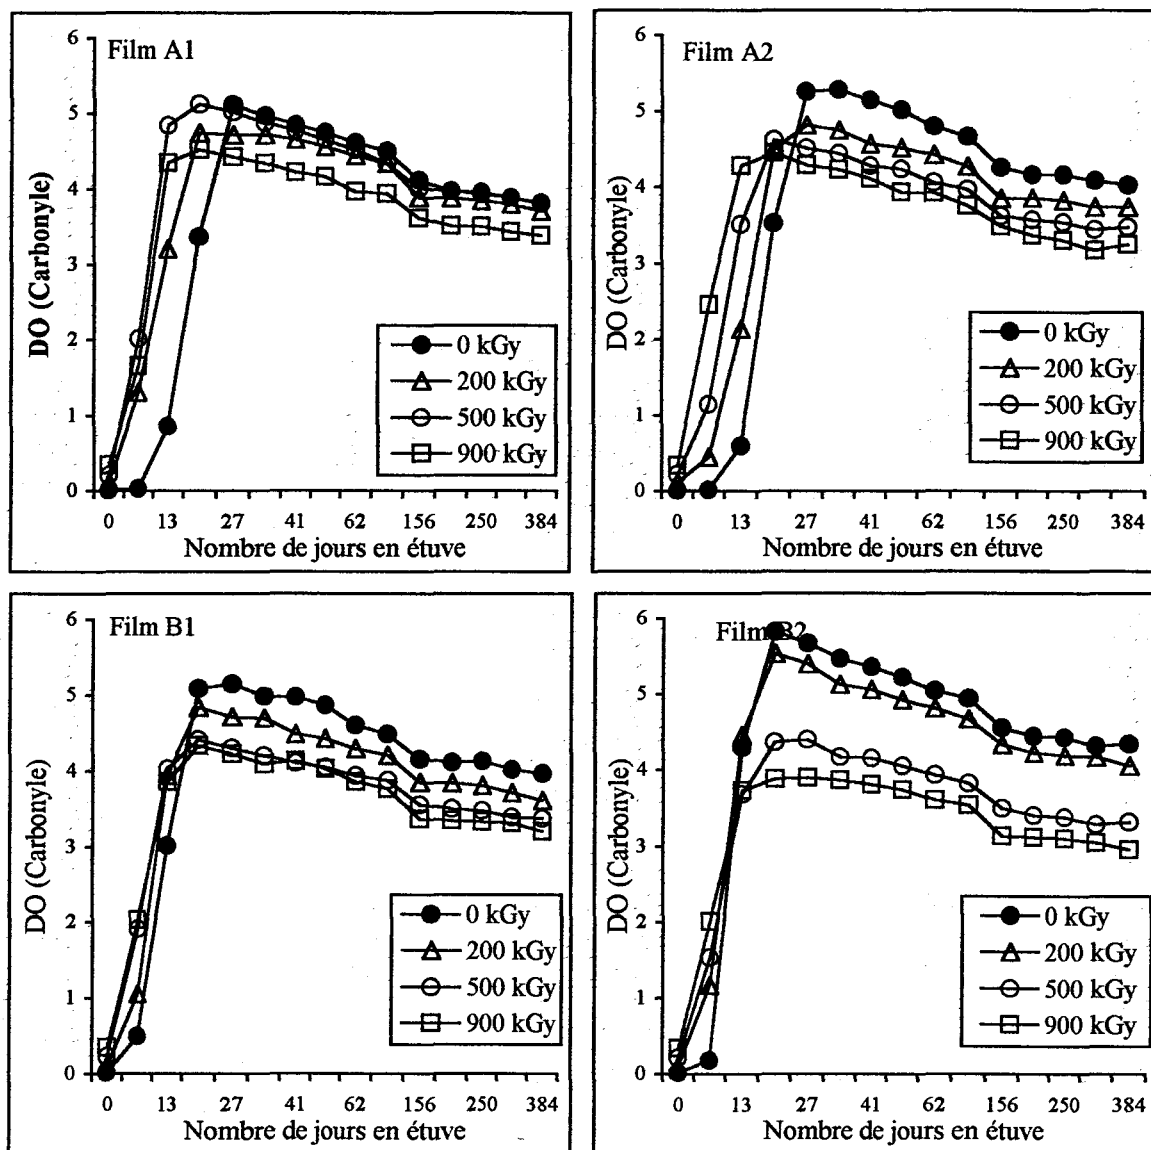 Film A1
DO (Carbonyle)
6
5
4
3
2
1
0
0 kGy
200 kGy
500 kGy
900 kGy
0 13 27 41 62 156 250 384
Nombre de jours en étuve
Film A2
DO (Carbonyle)
6
5
4
3
2
1
0
0 kGy
200 kGy
500 kGy
900 kGy
0 13 27 41 62 156 250 384
Nombre de jours en étuve
Film B1
DO (Carbonyle)
6
5
4
3
2
1
0
0 kGy
200 kGy
500 kGy
900 kGy
0 13 27 41 62 156 250 384
Nombre de jours en étuve
Film B2
DO (Carbonyle)
6
5
4
3
2
1
0
0 kGy
200 kGy
500 kGy
900 kGy
0 13 27 41 62 156 250 384
Nombre de jours en étuve